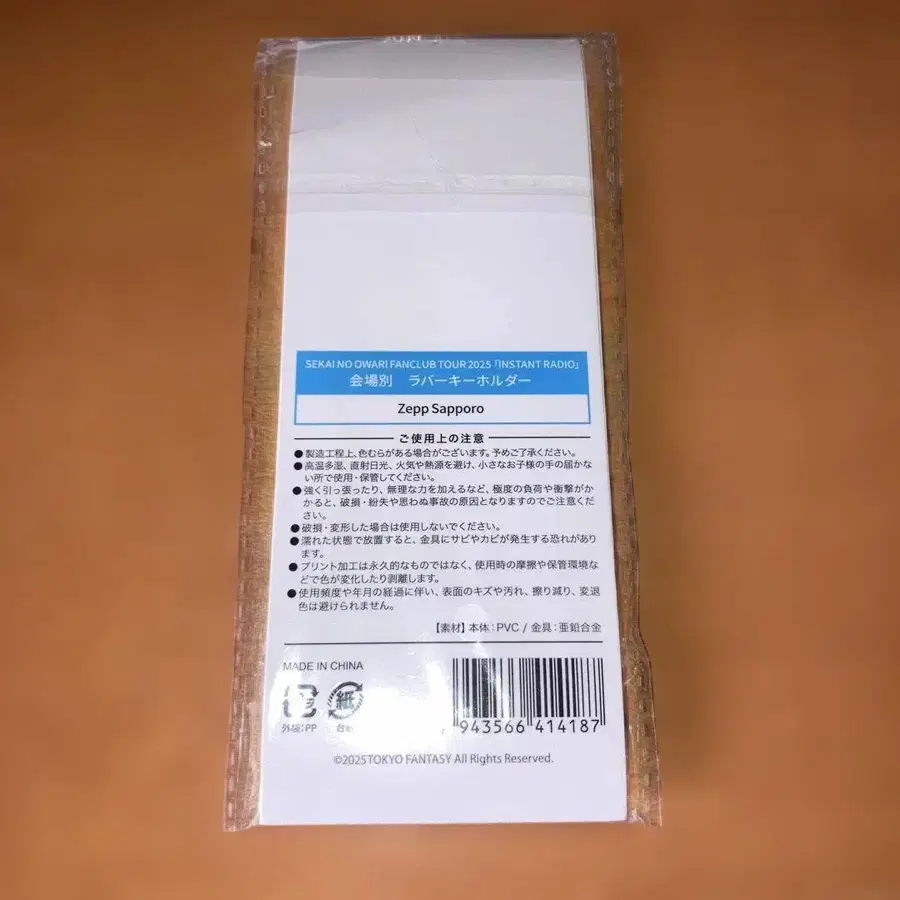 SEKAI NO OWARI FANCLUB TOUR 2025「INSTANT RADIO」
会場別　ラバーキーホルダー
Zepp Sapporo
ご使用上の注意
●製造工程上、色むらがある場合がございます。予めご了承ください。
●高温多湿、直射日光、火気や熱源を避け、小さなお子様の手の届かな
い所で使用・保管してください。
●強く引っ張ったり、無理な力を加えるなど、極度の負荷や衝撃がか
かると、破損・紛失や思わぬ事故の原因となりますのでご注意くだ
さい。
●破損・変形した場合は使用しないでください。
●濡れた状態で放置すると、金具にサビやカビが発生する恐れがあり
ます。
●プリント加工は永久的なものではなく、使用時の摩擦や保管環境な
どで色が変化したり剥離します。
●使用頻度や年月の経過に伴い、表面のキズや汚れ、擦り減り、変退
色は避けられません。
【素材】本体：PVC / 金具：亜鉛合金
MADE IN CHINA
プラ
紙
外袋：PP
台紙
943566 414187
©2025TOKYO FANTASY All Rights Reserved.